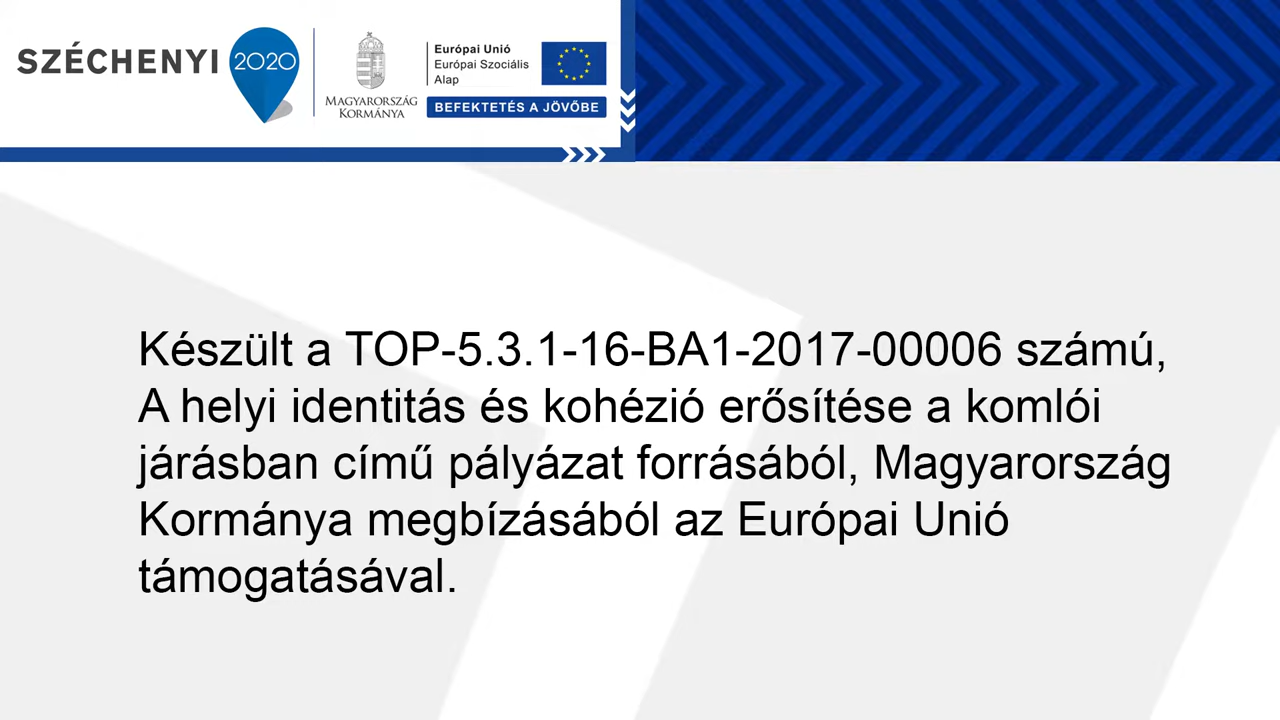 SZÉCHENYI 2020
MAGYARORSZÁG
KORMÁNYA
Európai Unió
Európai Szociális
Alap
BEFEKTETÉS A JÖVŐBE
Készült a TOP-5.3.1-16-BA1-2017-00006 számú,
A helyi identitás és kohézió erősítése a komlói
járásban című pályázat forrásából, Magyarország
Kormánya megbízásából az Európai Unió
támogatásával.